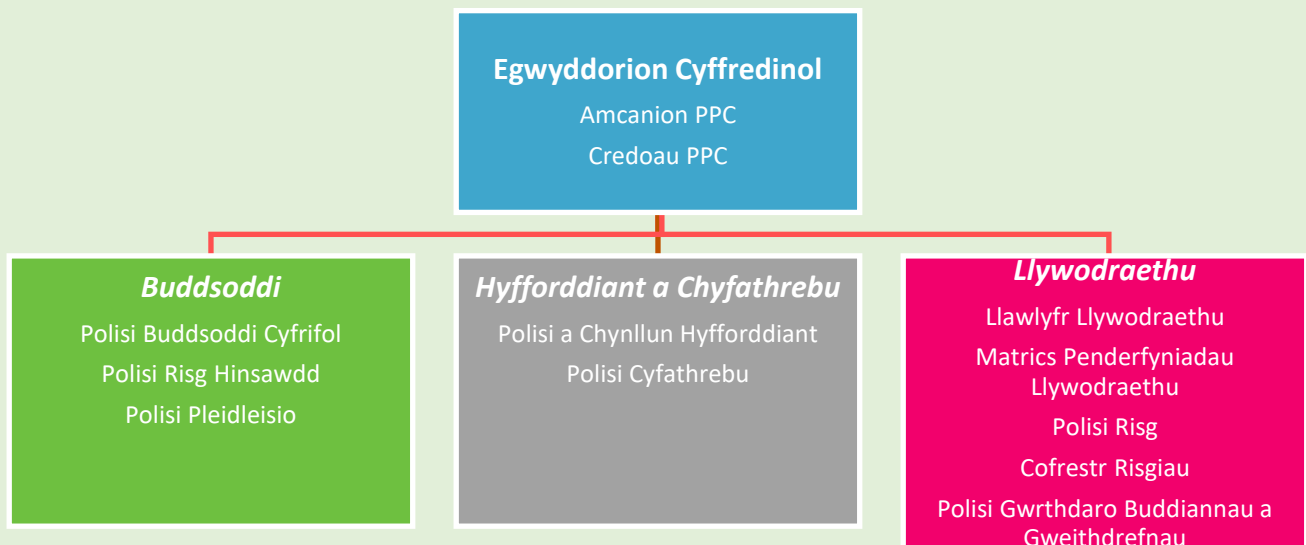 Egwyddorion Cyffredinol
Amcanion PPC
Credoau PPC
Buddsoddi
Polisi Buddsoddi Cyfrifol
Polisi Risg Hinsawdd
Polisi Pleidleisio
Hyfforddiant a Chyfathrebu
Polisi a Chynllun Hyfforddiant
Polisi Cyfathrebu
Llywodraethu
Llawlyfr Llywodraethu
Matrics Penderfyniadau
Llywodraethu
Polisi Risg
Cofrestr Risgiau
Polisi Gwrthdaro Buddiannau a
Gweithdrefnau